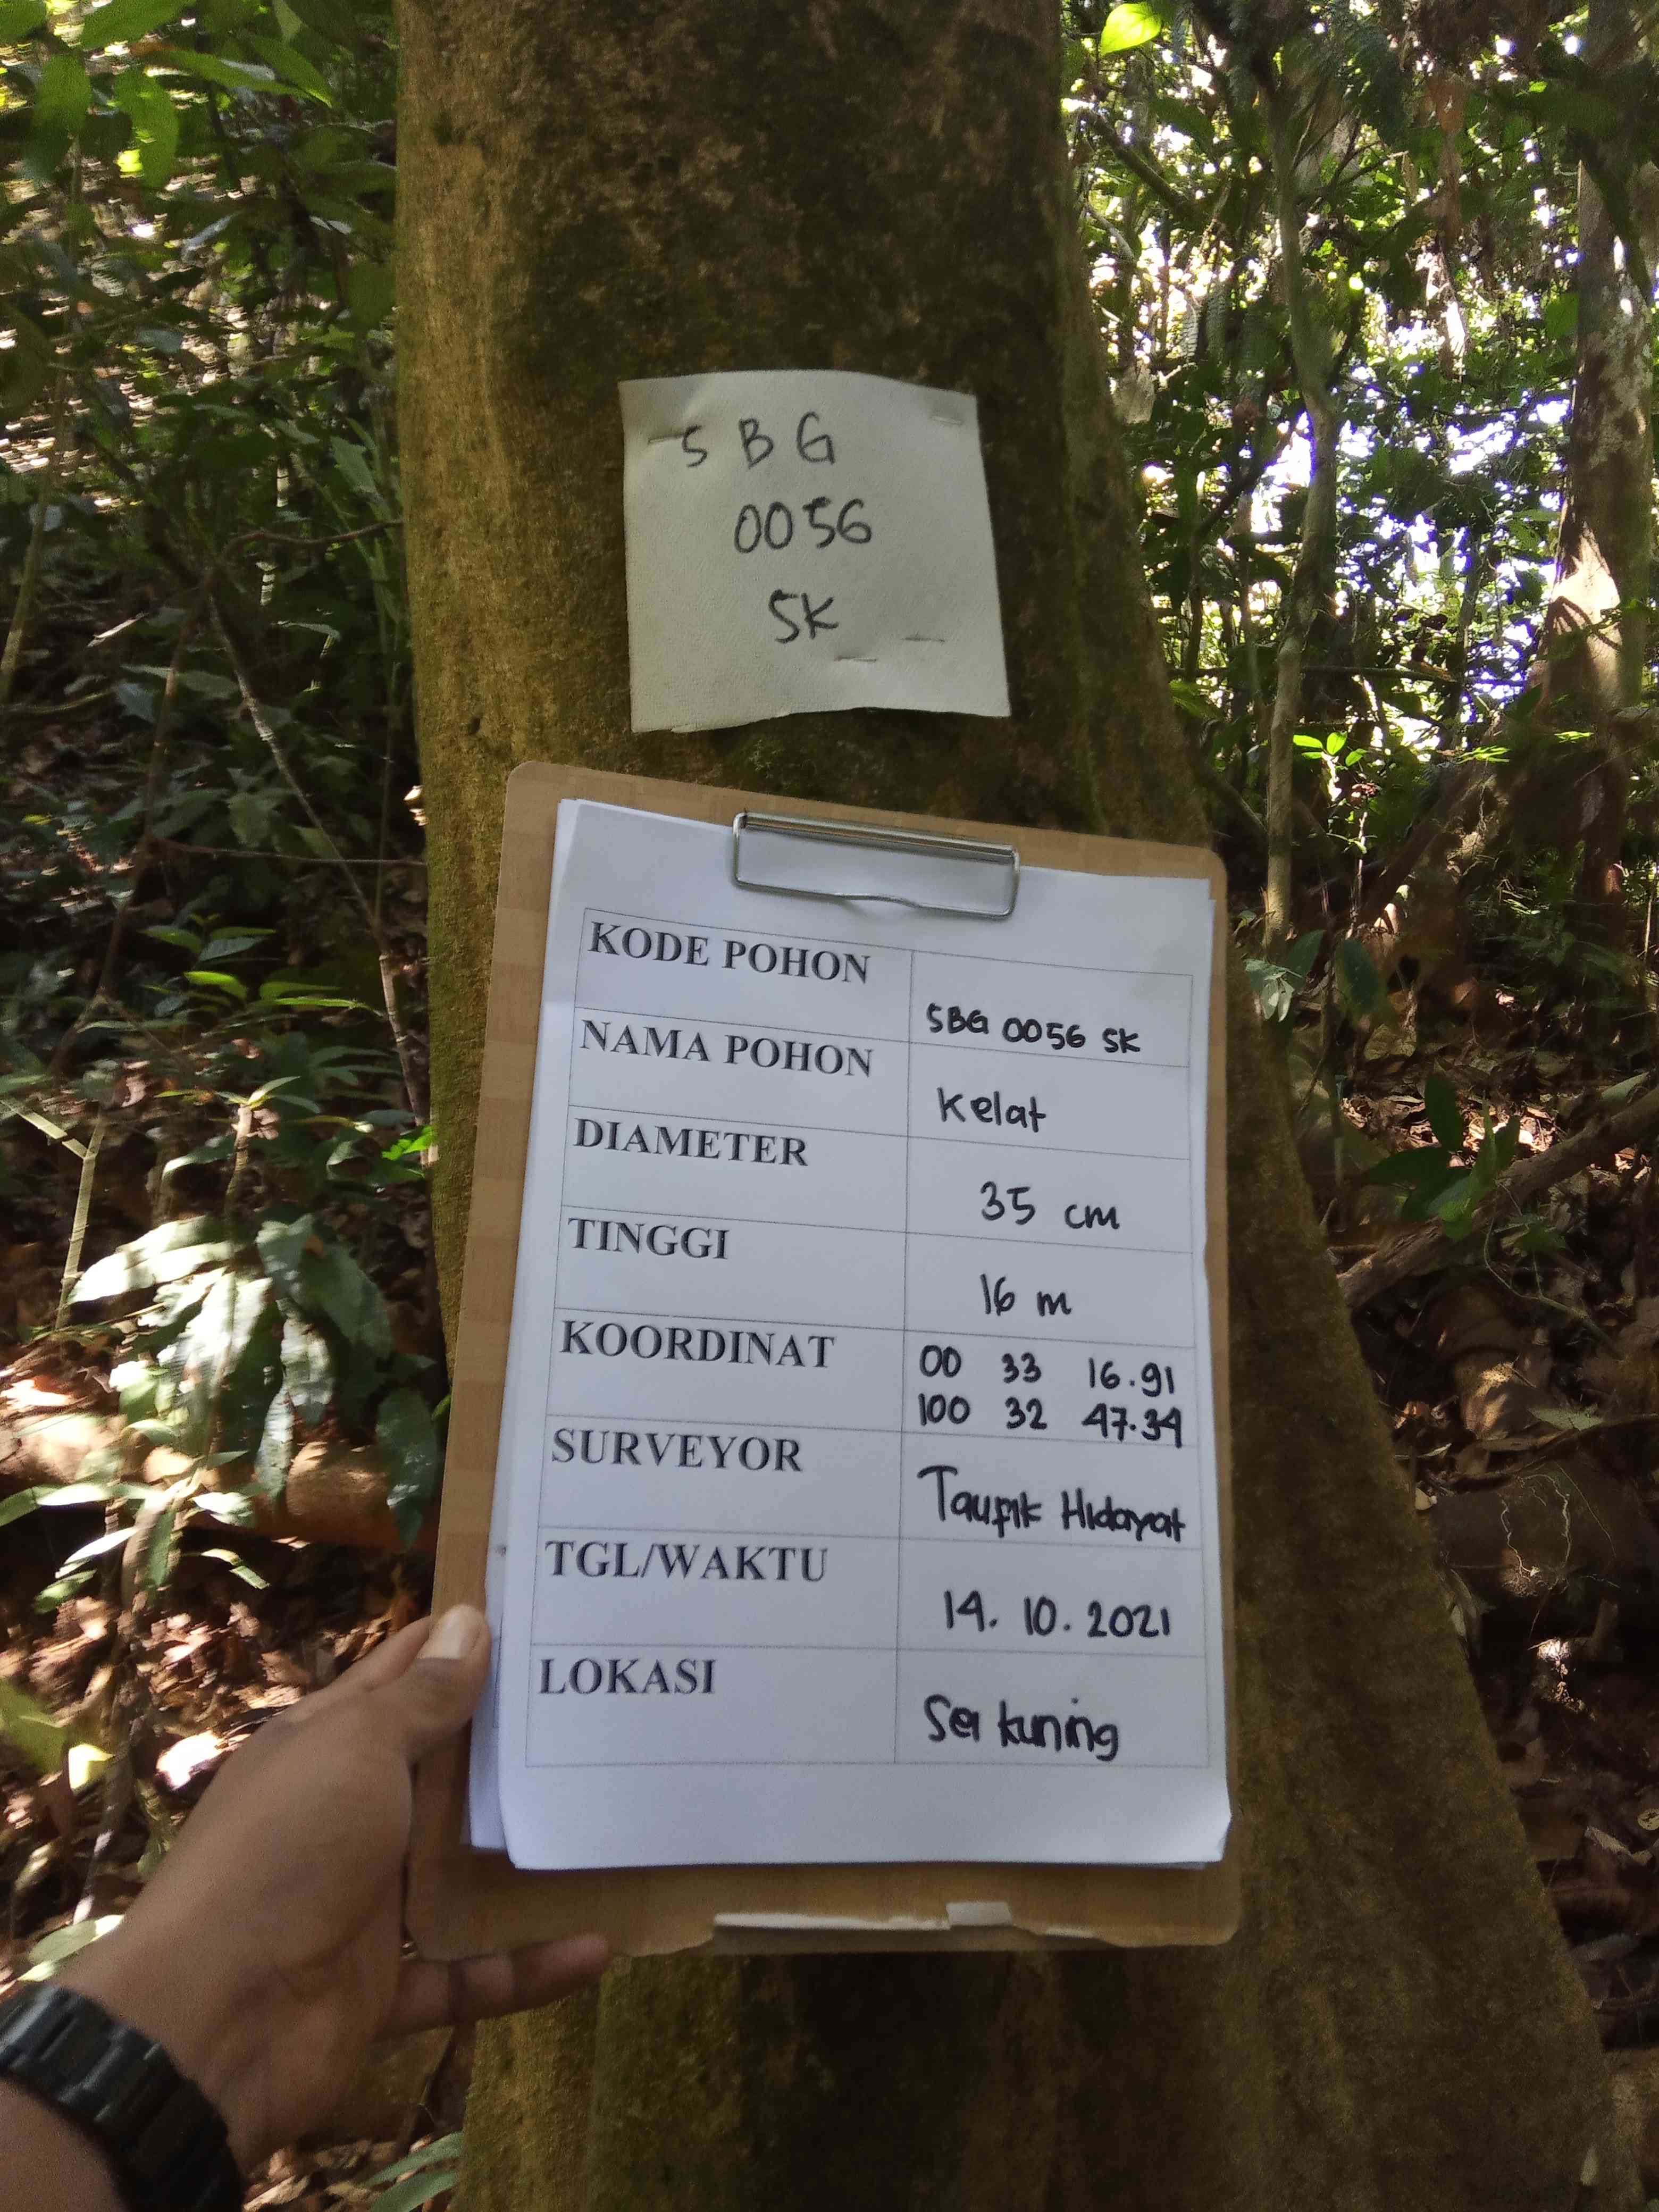 SBG
0056
SK
KODE POHON SBG 0056 SK
NAMA POHON Kelat
DIAMETER 35 cm
TINGGI 16 m
KOORDINAT 00 33 16.91
100 32 47.34
SURVEYOR Taupik Hidayat
TGL/WAKTU 14.10.2021
LOKASI Sei kuning